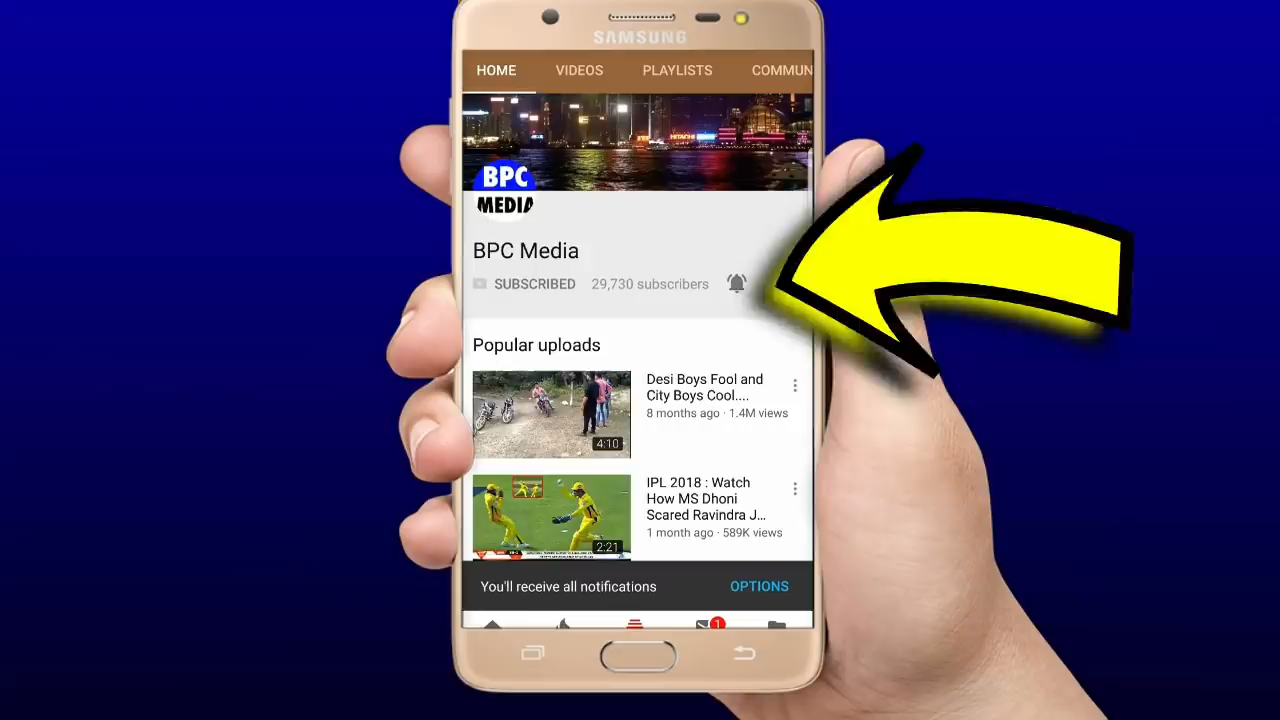 SAMSUNG
HOME VIDEOS PLAYLISTS COMMUN
HITACHI
BPC
MEDIA
BPC Media
SUBSCRIBED 29,730 subscribers
Popular uploads
Desi Boys Fool and
City Boys Cool....
8 months ago · 1.4M views
4:10
IPL 2018 : Watch
How MS Dhoni
Scared Ravindra J...
1 month ago · 589K views
2:21
You'll receive all notifications OPTIONS
1